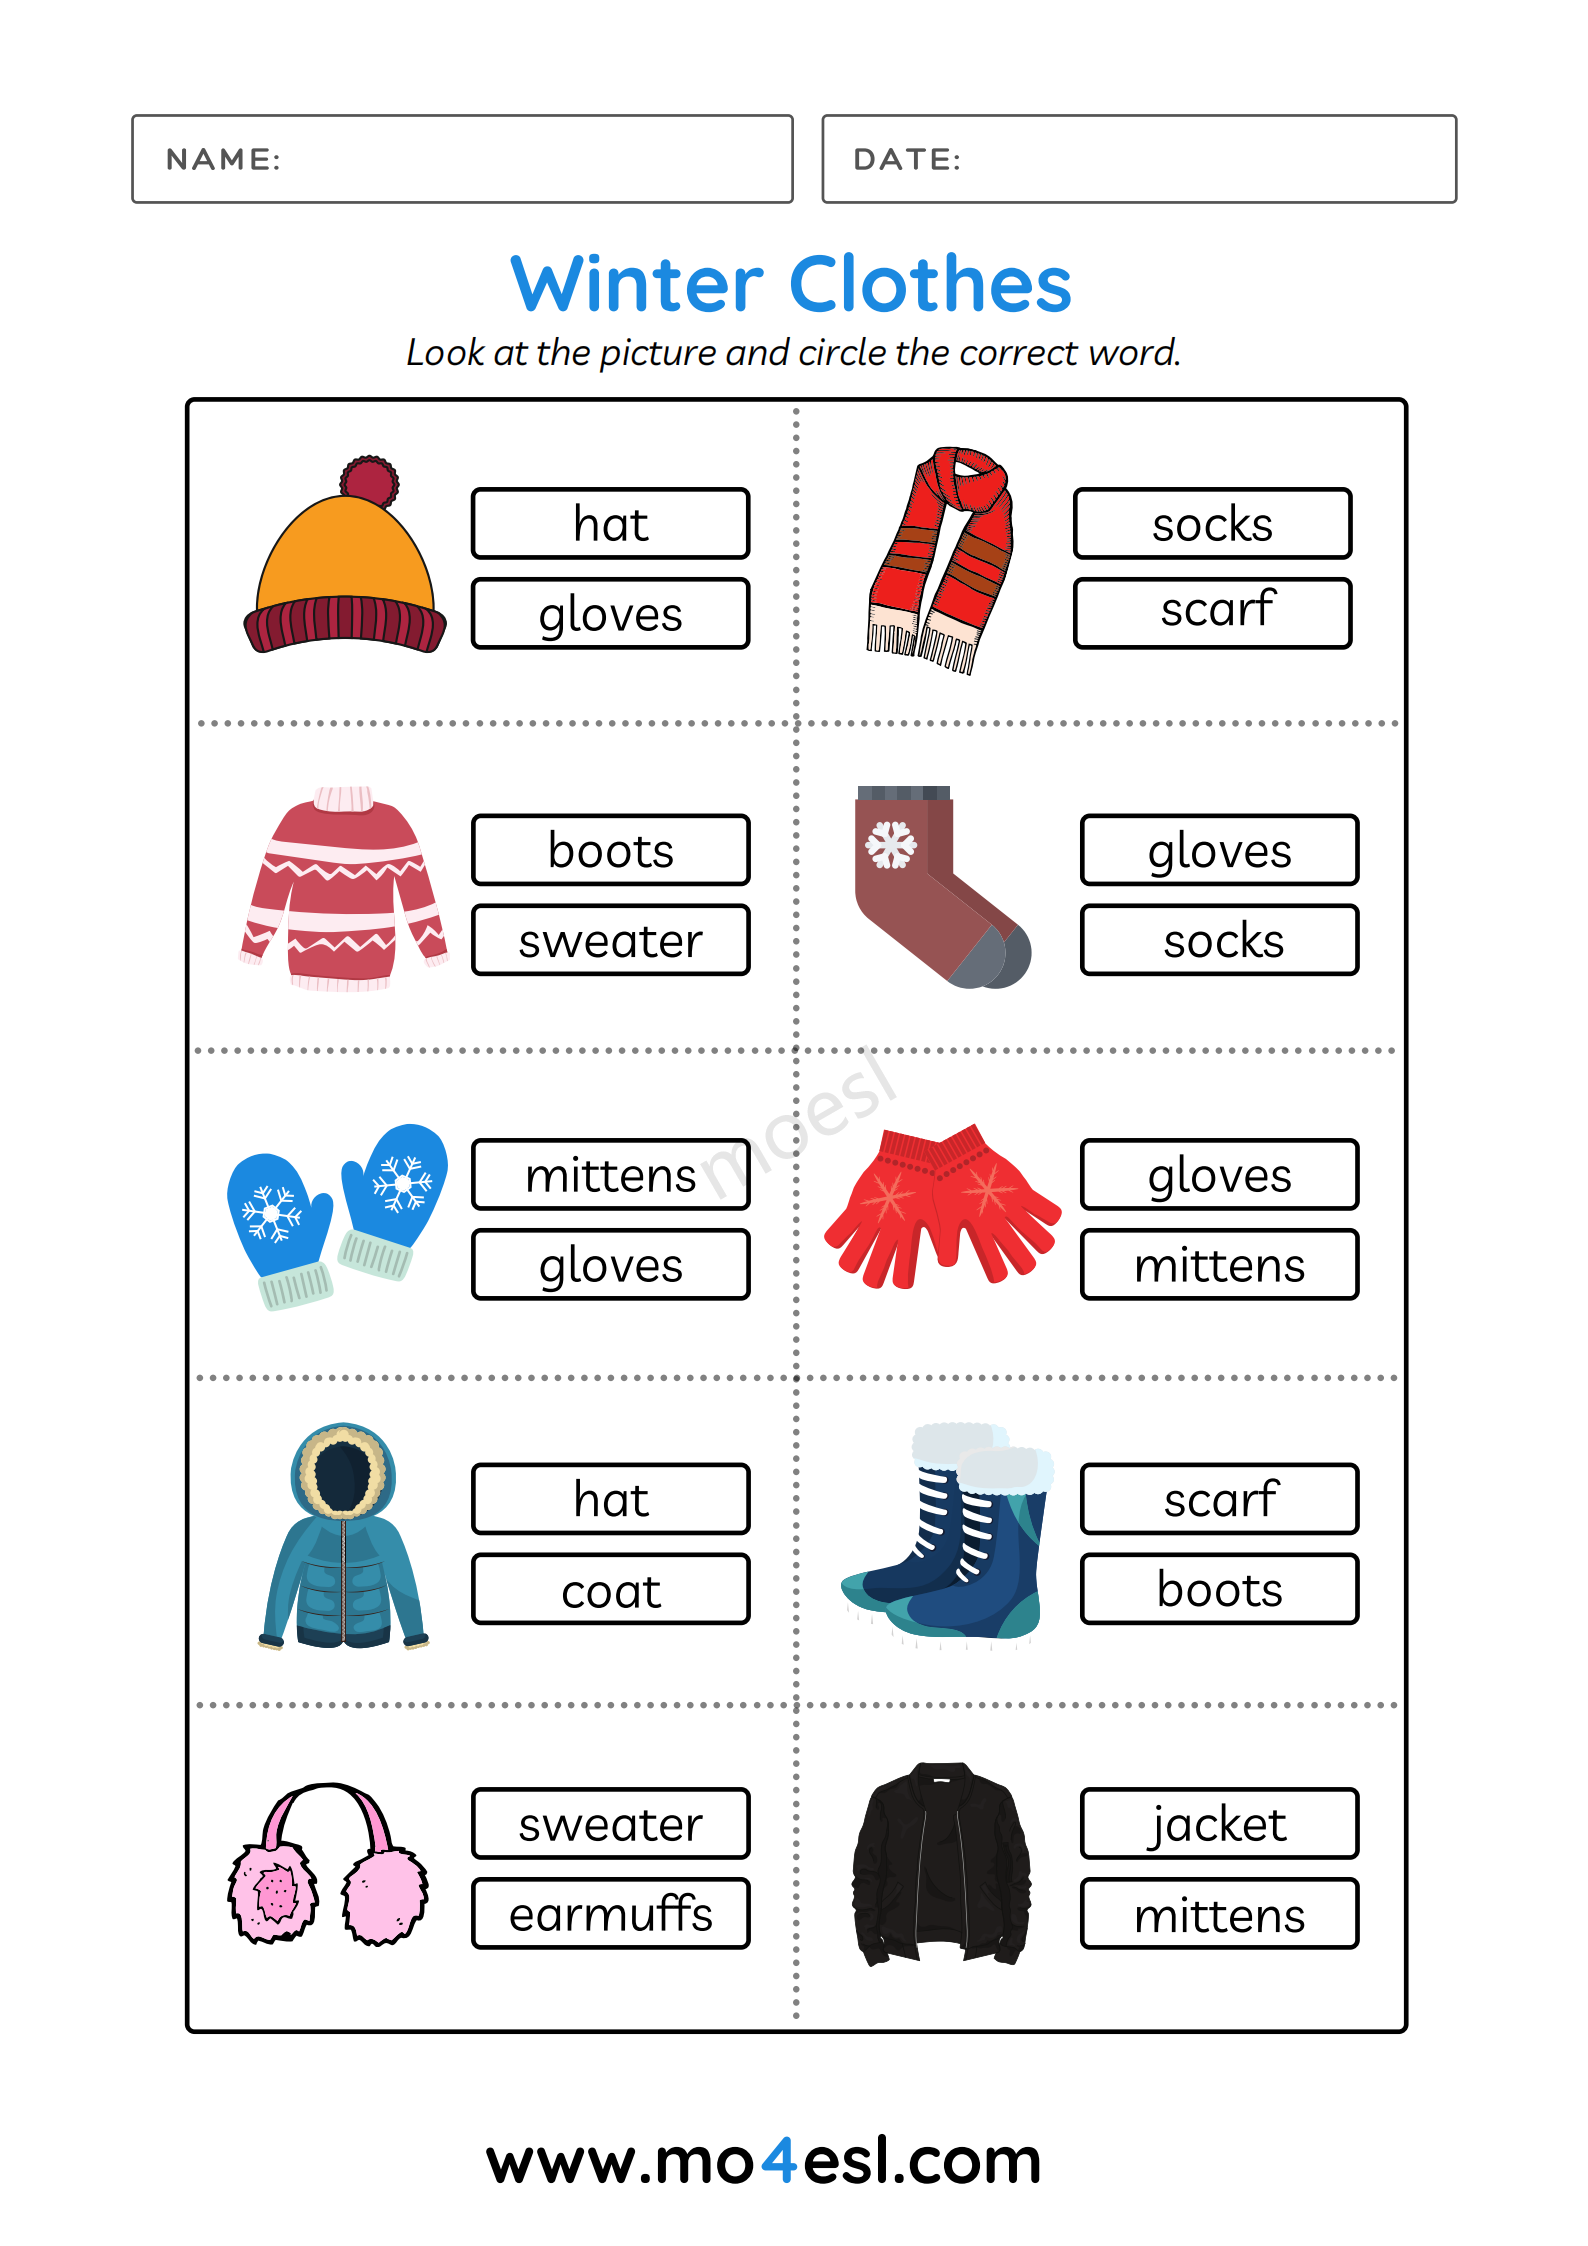 NAME:
DATE:
Winter Clothes
Look at the picture and circle the correct word.
hat
gloves
socks
scarf
boots
sweater
gloves
socks
moesl
mittens
gloves
gloves
mittens
hat
coat
scarf
boots
sweater
earmuffs
jacket
mittens
www.mo4esl.com